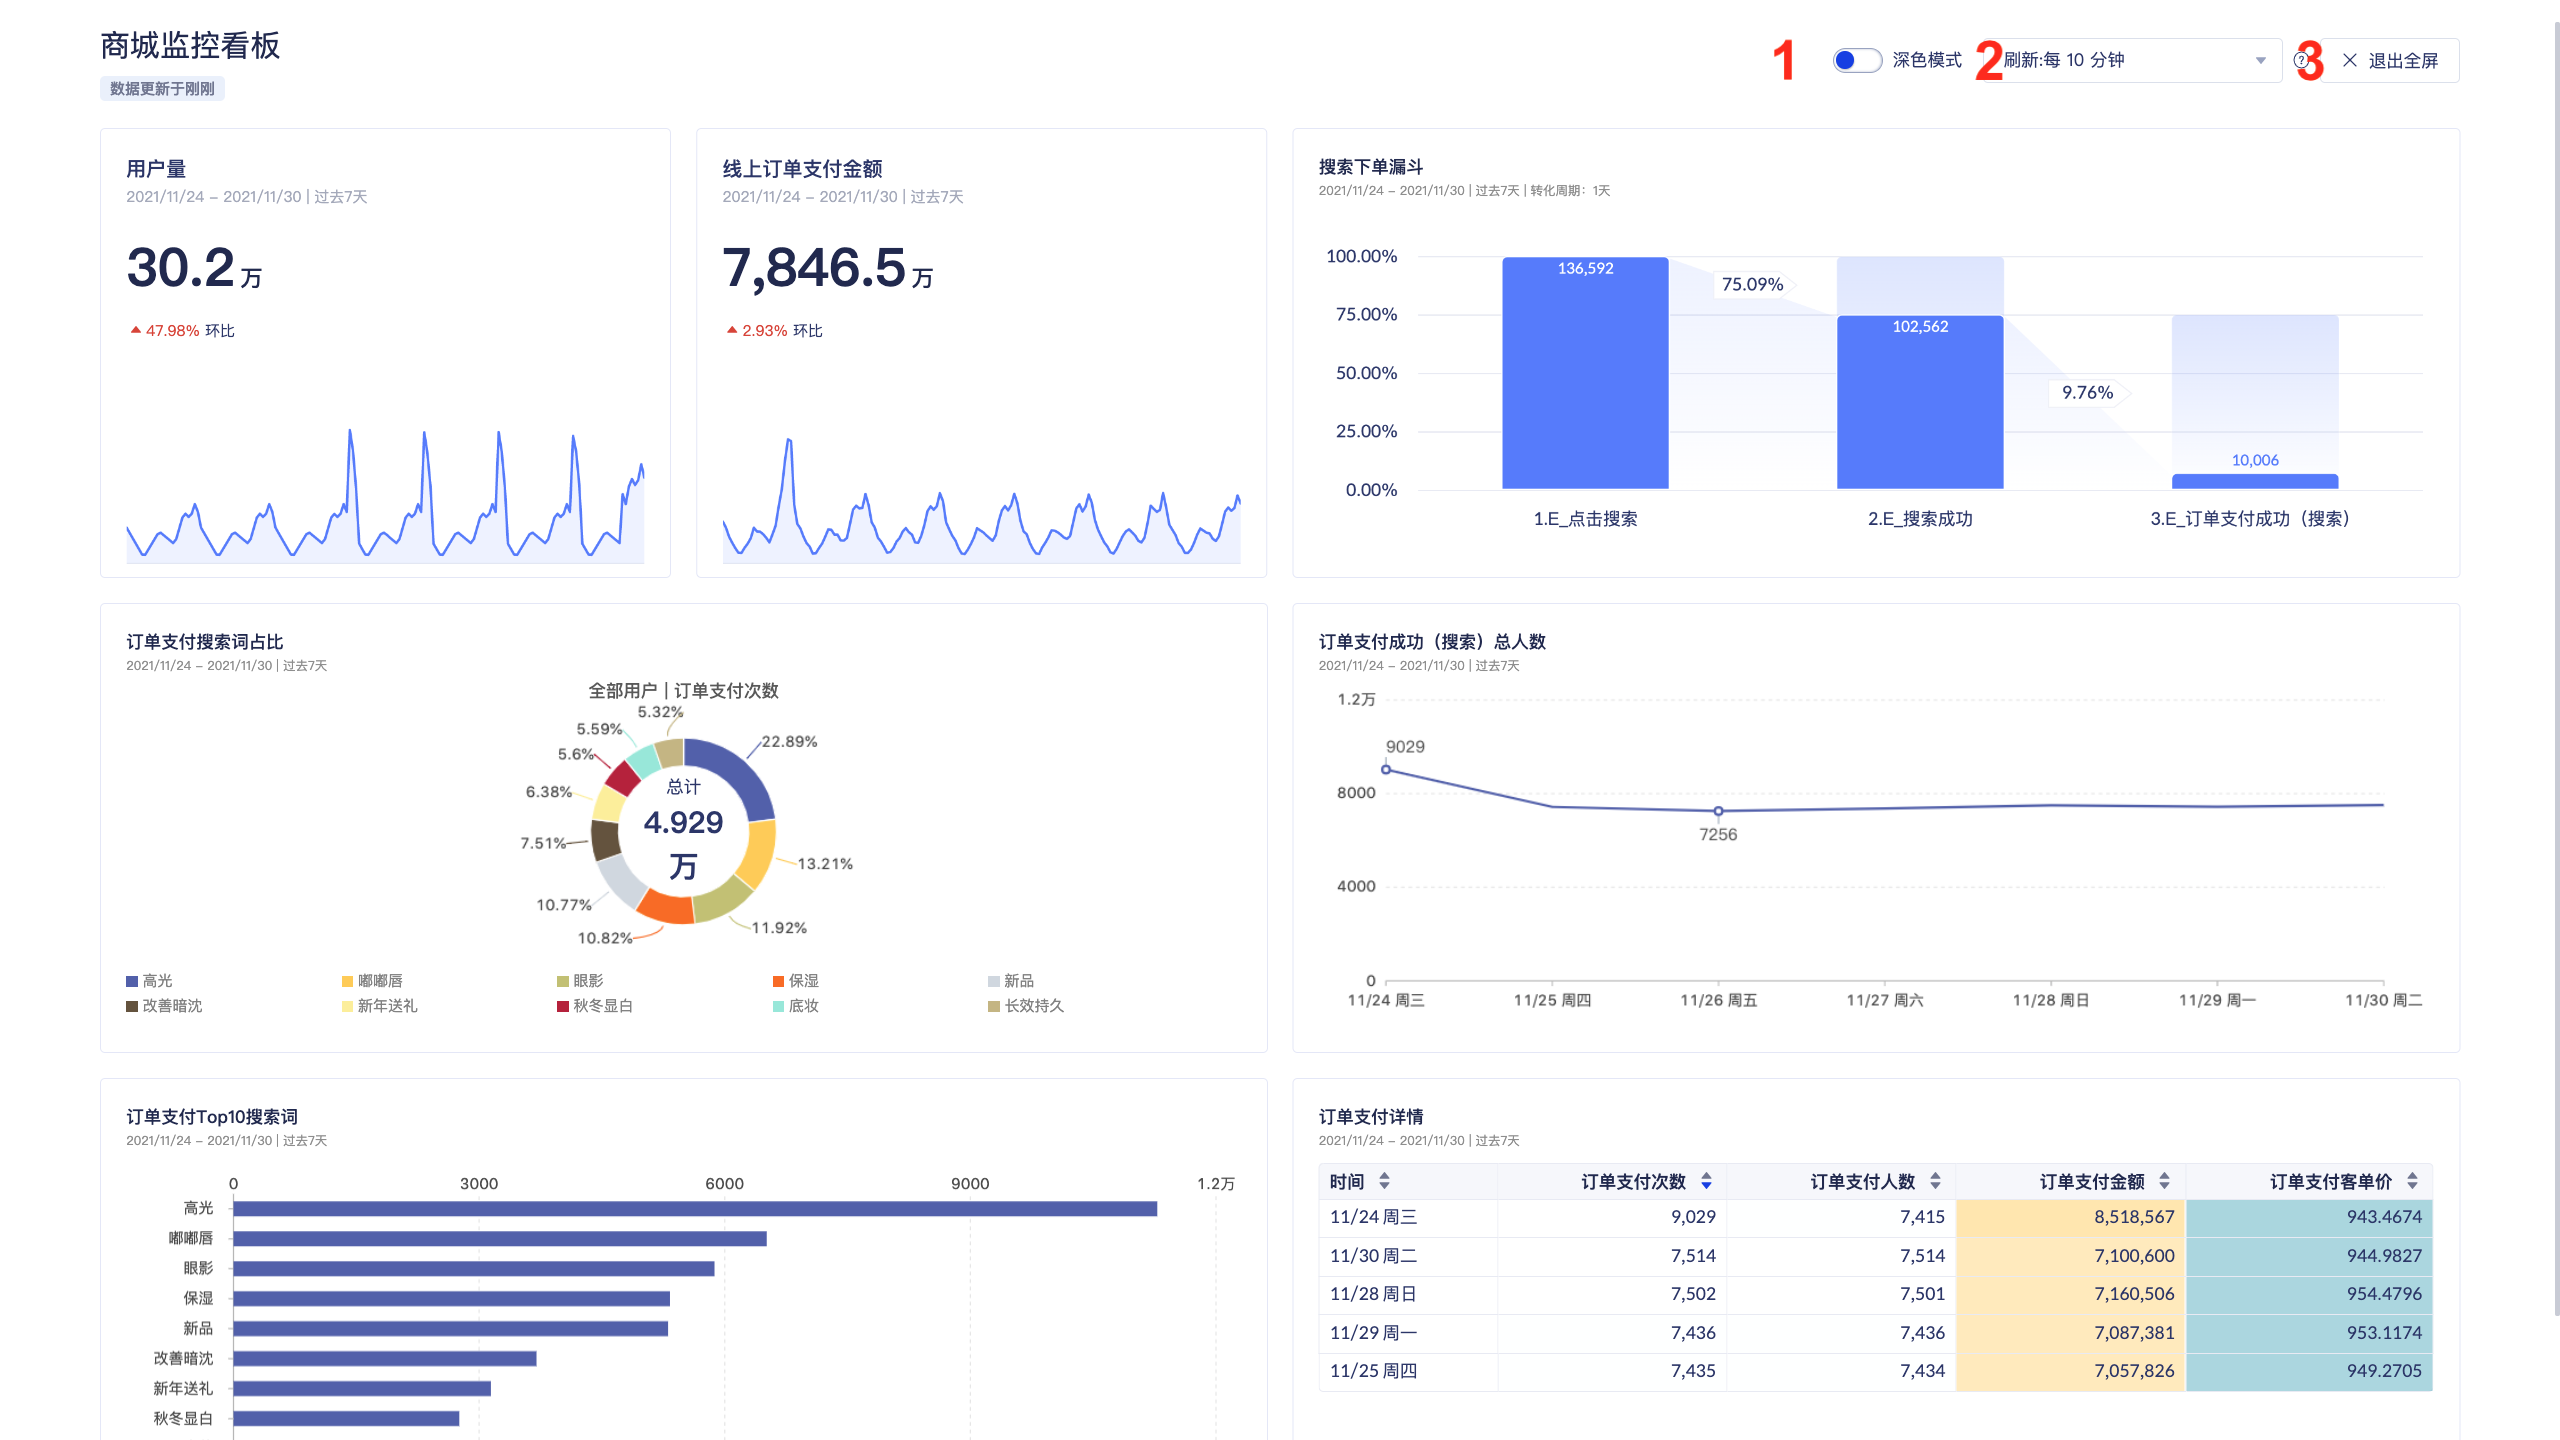 商城监控看板
数据更新于刚刚
1 深色模式 2 刷新:每 10 分钟 ? 3 退出全屏
用户量
2021/11/24 – 2021/11/30 | 过去7天
30.2 万
47.98% 环比
线上订单支付金额
2021/11/24 – 2021/11/30 | 过去7天
7,846.5 万
2.93% 环比
搜索下单漏斗
2021/11/24 – 2021/11/30 | 过去7天 | 转化周期：1天
100.00%
75.00%
50.00%
25.00%
0.00%
136,592
75.09%
102,562
9.76%
10,006
1.E_点击搜索
2.E_搜索成功
3.E_订单支付成功（搜索）
订单支付搜索词占比
2021/11/24 – 2021/11/30 | 过去7天
全部用户 | 订单支付次数
5.32%
5.59%
22.89%
5.6%
6.38%
总计
4.929
万
7.51%
13.21%
10.77%
11.92%
10.82%
高光 嘟嘟唇 眼影 保湿 新品
改善暗沈 新年送礼 秋冬显白 底妆 长效持久
订单支付成功（搜索）总人数
2021/11/24 – 2021/11/30 | 过去7天
1.2万
9029
8000
7256
4000
0
11/24 周三 11/25 周四 11/26 周五 11/27 周六 11/28 周日 11/29 周一 11/30 周二
订单支付Top10搜索词
2021/11/24 – 2021/11/30 | 过去7天
0 3000 6000 9000 1.2万
高光
嘟嘟唇
眼影
保湿
新品
改善暗沈
新年送礼
秋冬显白
订单支付详情
2021/11/24 – 2021/11/30 | 过去7天
时间 订单支付次数 订单支付人数 订单支付金额 订单支付客单价
11/24 周三 9,029 7,415 8,518,567 943.4674
11/30 周二 7,514 7,514 7,100,600 944.9827
11/28 周日 7,502 7,501 7,160,506 954.4796
11/29 周一 7,436 7,436 7,087,381 953.1174
11/25 周四 7,435 7,434 7,057,826 949.2705